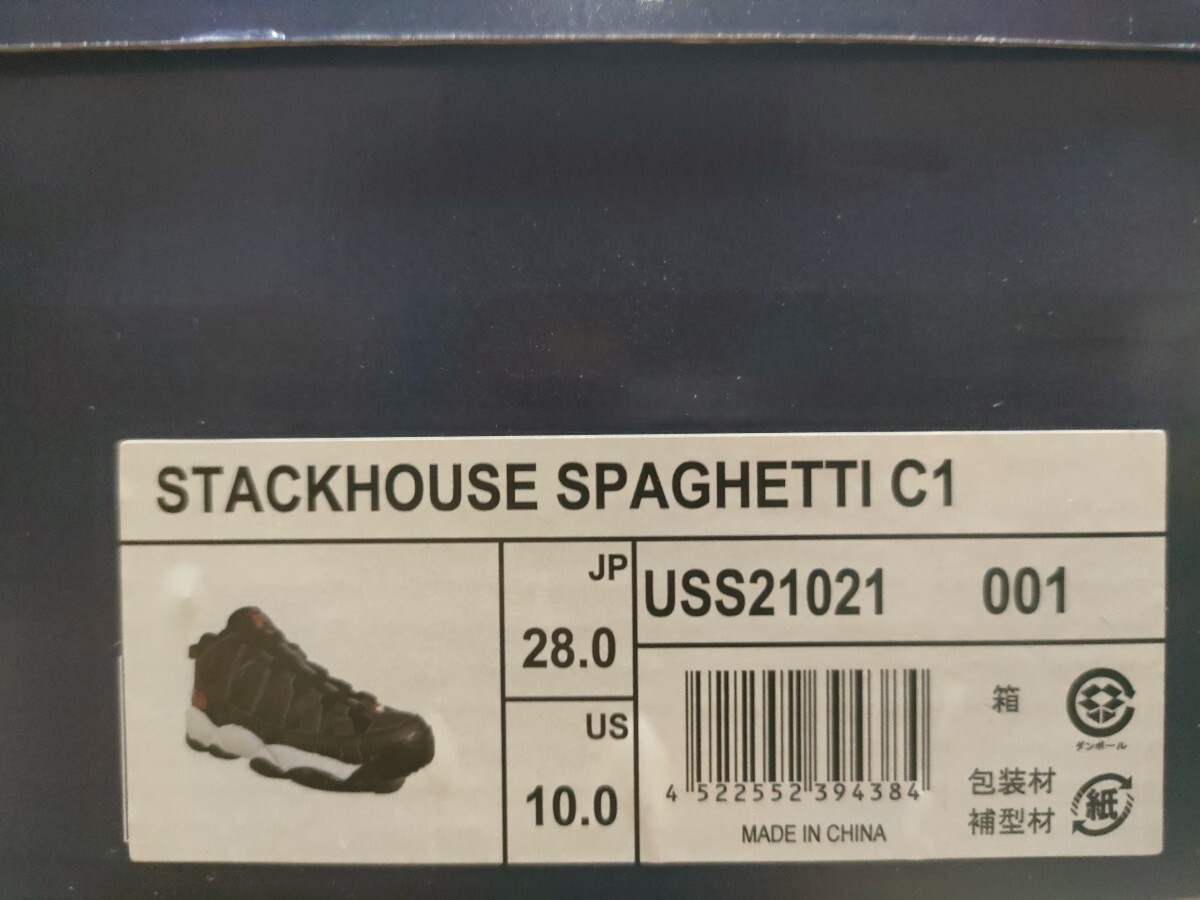 STACKHOUSE SPAGHETTI C1
JP
28.0
US
10.0
USS21021 001
4 522552 394384
MADE IN CHINA
箱
ダンボール
包装材
補型材
紙